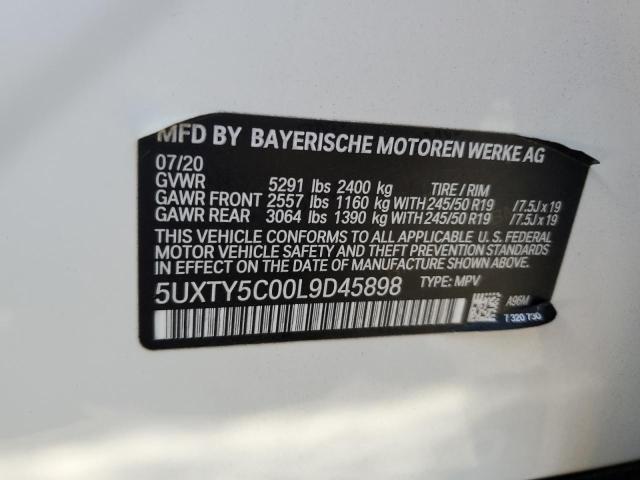 MFD BY BAYERISCHE MOTOREN WERKE AG
07/20
GVWR 5291 lbs 2400 kg TIRE / RIM
GAWR FRONT 2557 lbs 1160 kg WITH 245/50 R19 /7.5J x 19
GAWR REAR 3064 lbs 1390 kg WITH 245/50 R19 /7.5J x 19
THIS VEHICLE CONFORMS TO ALL APPLICABLE U. S. FEDERAL
MOTOR VEHICLE SAFETY AND THEFT PREVENTION STANDARDS IN
EFFECT ON THE DATE OF MANUFACTURE SHOWN ABOVE.
5UXTY5C00L9D45898 TYPE: MPV
A96M
7 320 730